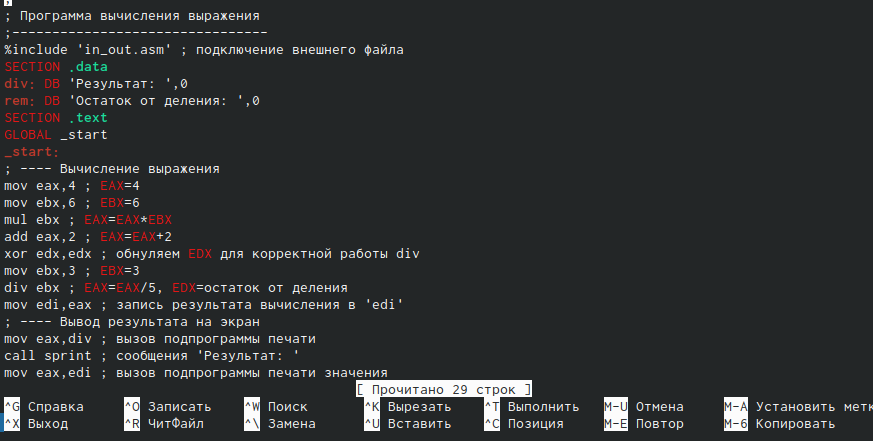 ; Программа вычисления выражения
;--------------------------------
%include 'in_out.asm' ; подключение внешнего файла
SECTION .data
div: DB 'Результат: ',0
rem: DB 'Остаток от деления: ',0
SECTION .text
GLOBAL _start
_start:
; ---- Вычисление выражения
mov eax,4 ; EAX=4
mov ebx,6 ; EBX=6
mul ebx ; EAX=EAX*EBX
add eax,2 ; EAX=EAX+2
xor edx,edx ; обнуляем EDX для корректной работы div
mov ebx,3 ; EBX=3
div ebx ; EAX=EAX/5, EDX=остаток от деления
mov edi,eax ; запись результата вычисления в 'edi'
; ---- Вывод результата на экран
mov eax,div ; вызов подпрограммы печати
call sprint ; сообщения 'Результат: '
mov eax,edi ; вызов подпрограммы печати значения
[ Прочитано 29 строк ]
^G Справка ^O Записать ^W Поиск ^K Вырезать ^T Выполнить M-U Отмена M-A Установить метк
^X Выход ^R ЧитФайл ^\ Замена ^U Вставить ^C Позиция M-E Повтор M-6 Копировать